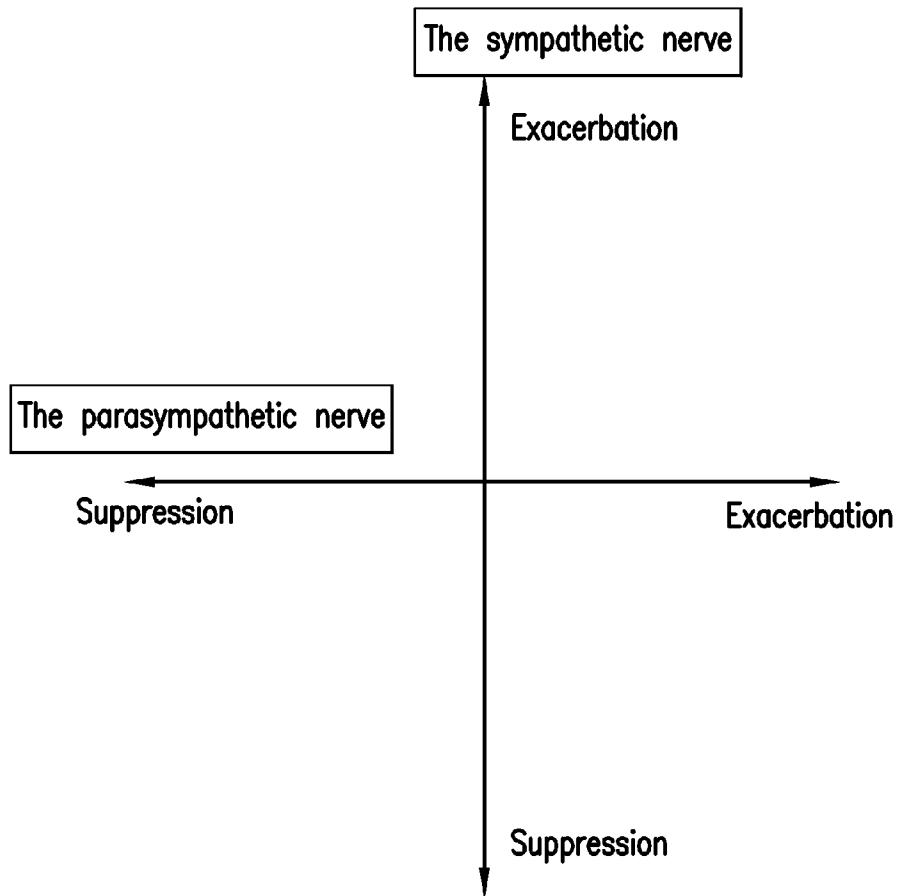 The sympathetic nerve
Exacerbation
The parasympathetic nerve
Suppression
Exacerbation
Suppression